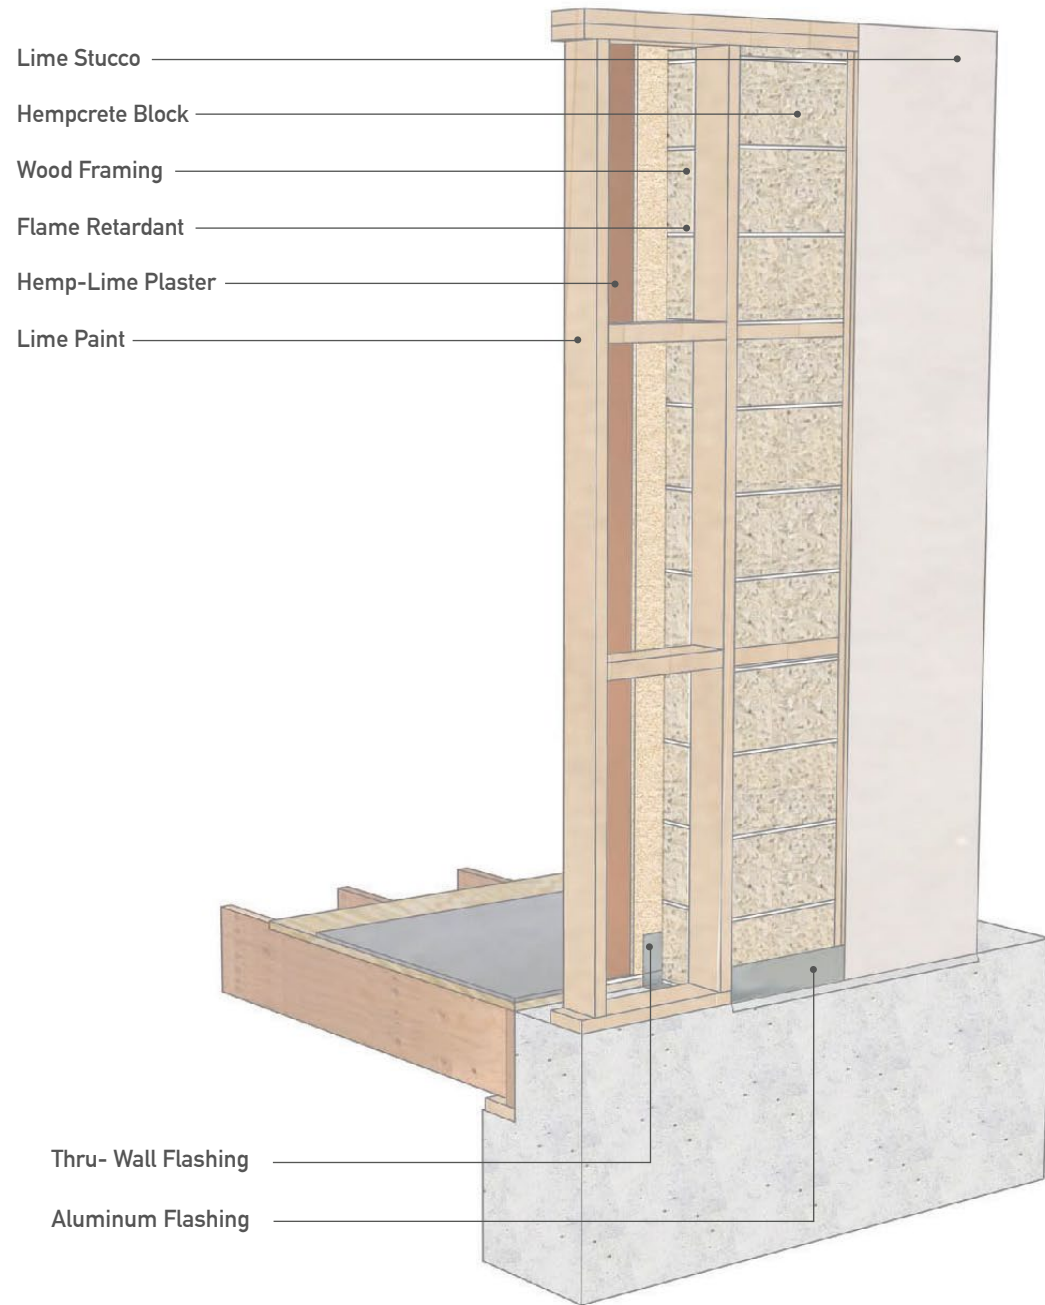 Lime Stucco
Hempcrete Block
Wood Framing
Flame Retardant
Hemp-Lime Plaster
Lime Paint
Thru- Wall Flashing
Aluminum Flashing